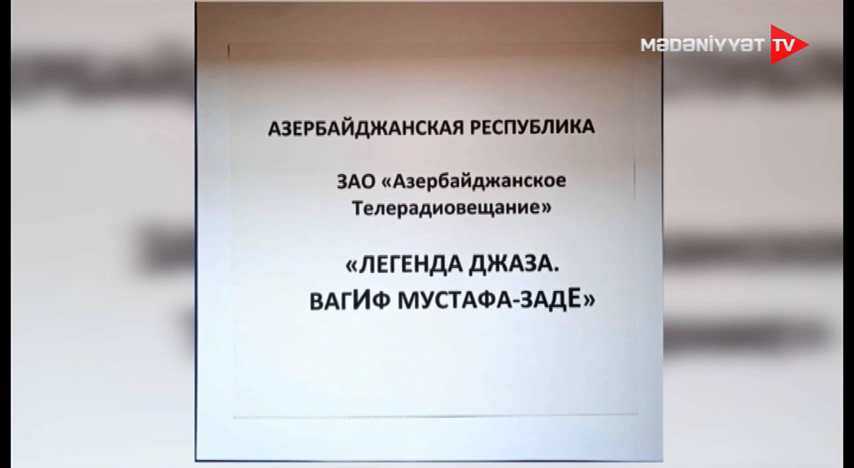 MƏDƏNİYYƏT TV
АЗЕРБАЙДЖАНСКАЯ РЕСПУБЛИКА
ЗАО «Азербайджанское
Телерадиовещание»
«ЛЕГЕНДА ДЖАЗА.
ВАГИФ МУСТАФА-ЗАДЕ»